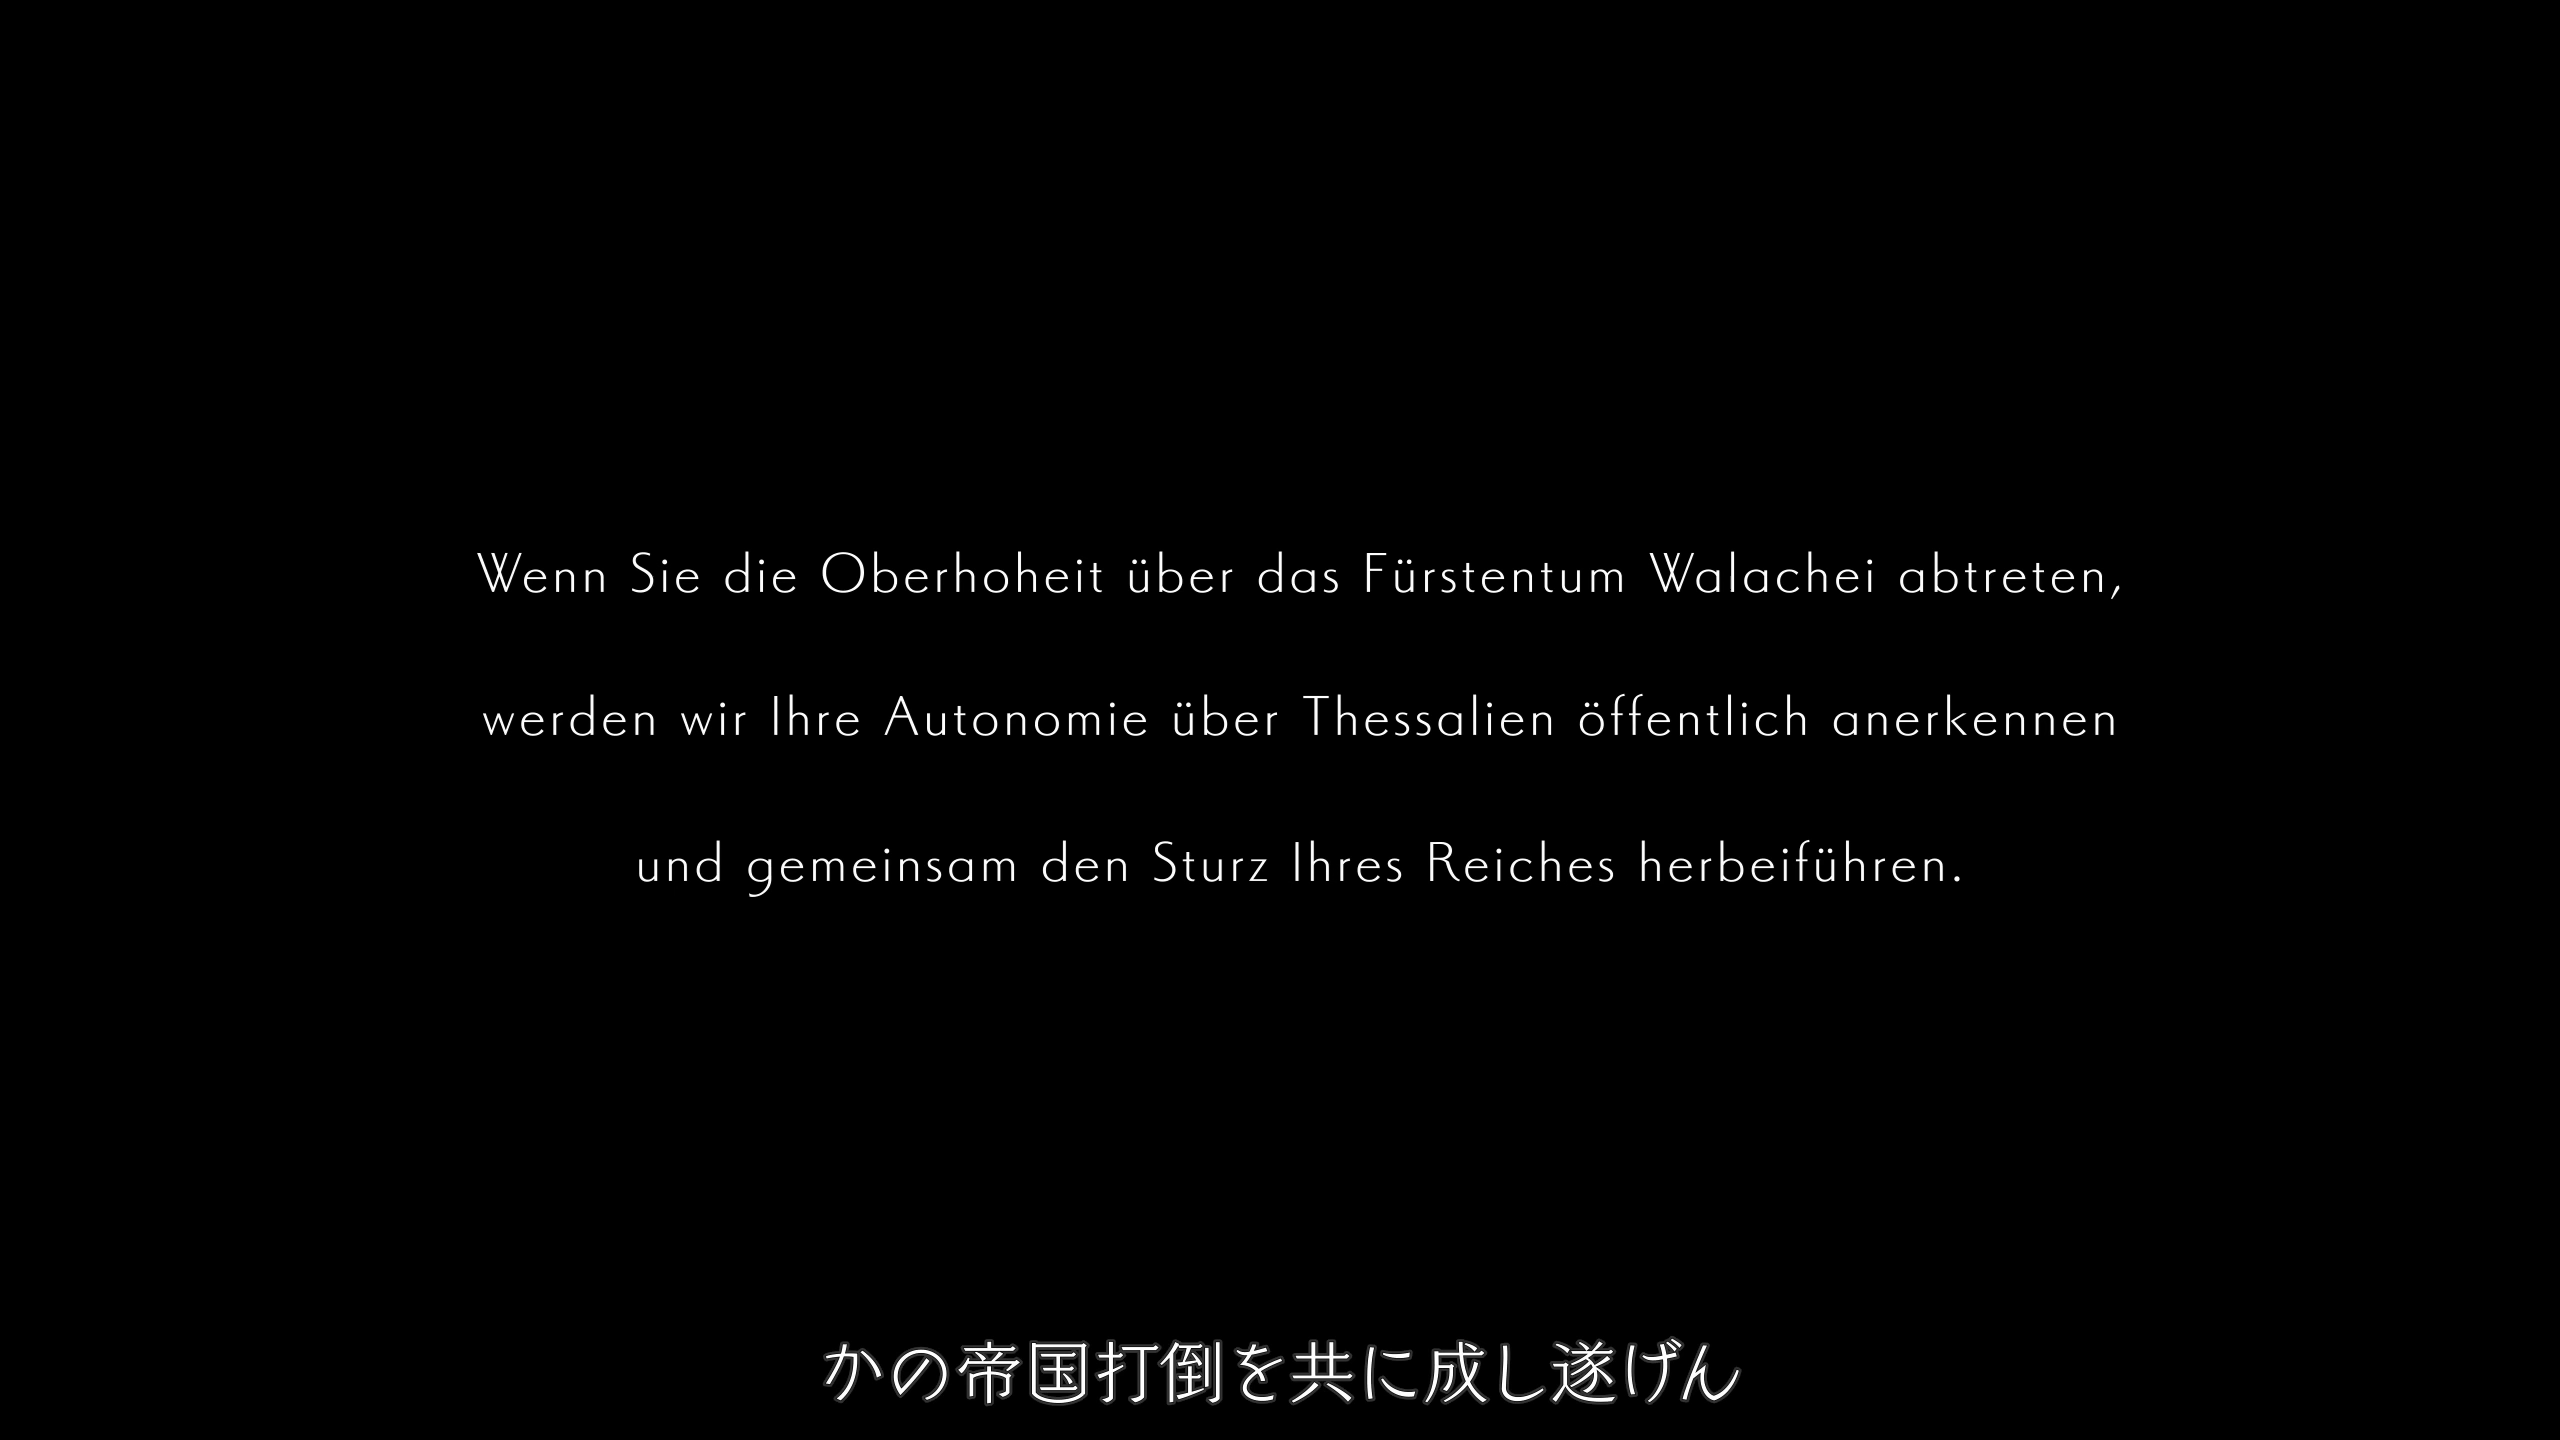 Wenn Sie die Oberhoheit über das Fürstentum Walachei abtreten,
werden wir Ihre Autonomie über Thessalien öffentlich anerkennen
und gemeinsam den Sturz Ihres Reiches herbeiführen.
かの帝国打倒を共に成し遂げん